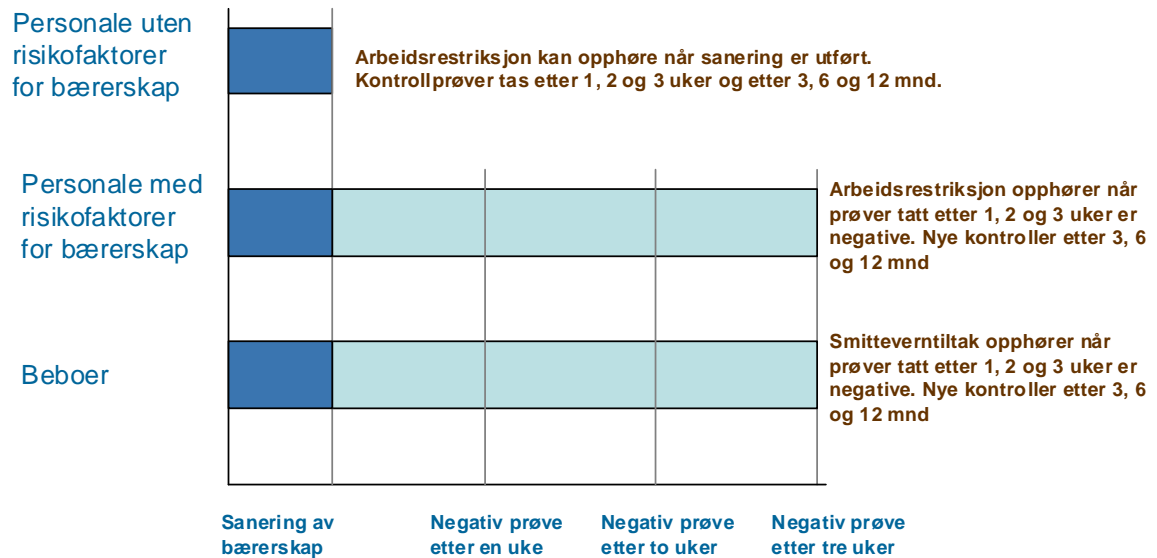 Personale uten
risikofaktorer
for bærerskap
Arbeidsrestriksjon kan opphøre når sanering er utført.
Kontrollprøver tas etter 1, 2 og 3 uker og etter 3, 6 og 12 mnd.
Personale med
risikofaktorer
for bærerskap
Arbeidsrestriksjon opphører når
prøver tatt etter 1, 2 og 3 uker er
negative. Nye kontroller etter 3, 6
og 12 mnd
Beboer
Smitteverntiltak opphører når
prøver tatt etter 1, 2 og 3 uker er
negative. Nye kontroller etter 3, 6
og 12 mnd
Sanering av
bærerskap
Negativ prøve
etter en uke
Negativ prøve
etter to uker
Negativ prøve
etter tre uker